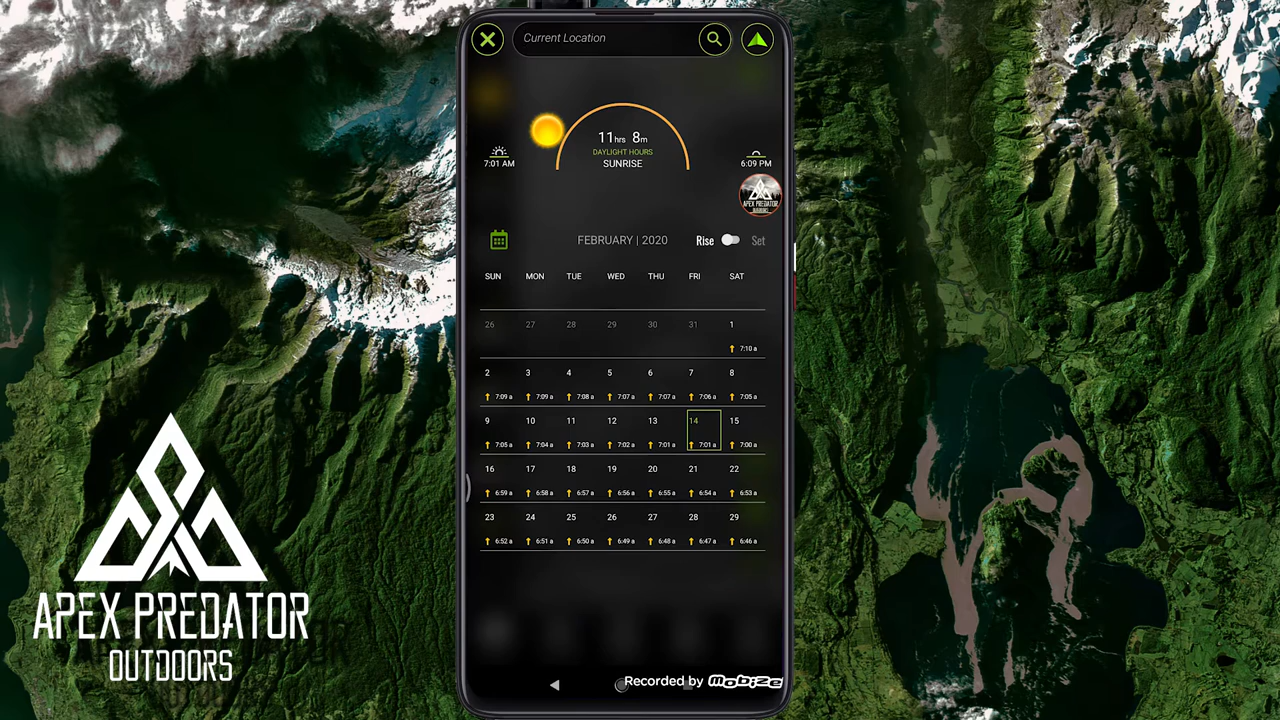 Current Location
11hrs 8m
DAYLIGHT HOURS
SUNRISE
7:01 AM
6:09 PM
APEX PREDATOR
OUTDOORS
FEBRUARY | 2020
Rise Set
SUN MON TUE WED THU FRI SAT
26 27 28 29 30 31 1
7:10 a
2 3 4 5 6 7 8
7:09 a 7:09 a 7:08 a 7:07 a 7:07 a 7:06 a 7:05 a
9 10 11 12 13 14 15
7:05 a 7:04 a 7:03 a 7:02 a 7:01 a 7:01 a 7:00 a
16 17 18 19 20 21 22
6:59 a 6:58 a 6:57 a 6:56 a 6:55 a 6:54 a 6:53 a
23 24 25 26 27 28 29
6:52 a 6:51 a 6:50 a 6:49 a 6:48 a 6:47 a 6:46 a
APEX PREDATOR
OUTDOORS
Recorded by Mobizen